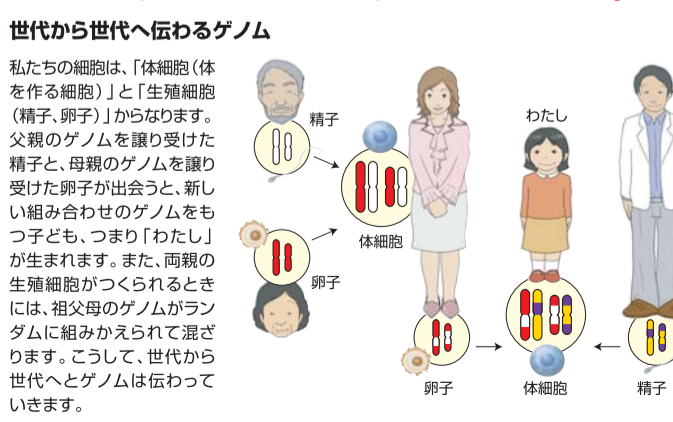 世代から世代へ伝わるゲノム
私たちの細胞は、「体細胞（体
を作る細胞）」と「生殖細胞
（精子、卵子）」からなります。
父親のゲノムを譲り受けた
精子と、母親のゲノムを譲り
受けた卵子が出会うと、新し
い組み合わせのゲノムをも
つ子ども、つまり「わたし」
が生まれます。また、両親の
生殖細胞がつくられるとき
には、祖父母のゲノムがラン
ダムに組みかえられて混ざ
ります。こうして、世代から
世代へとゲノムは伝わって
いきます。
精子
体細胞
卵子
わたし
卵子
体細胞
精子